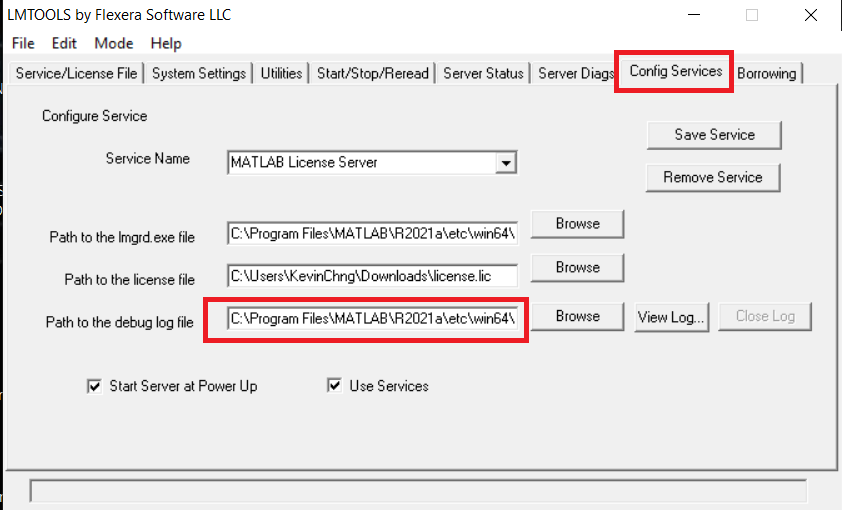 LMTOOLS by Flexera Software LLC
File Edit Mode Help
Service/License File System Settings Utilities Start/Stop/Reread Server Status Server Diags Config Services Borrowing
Configure Service
Save Service
Service Name MATLAB License Server
Remove Service
Path to the lmgrd.exe file C:\Program Files\MATLAB\R2021a\etc\win64\ Browse
Path to the license file C:\Users\KevinChng\Downloads\license.lic Browse
Path to the debug log file C:\Program Files\MATLAB\R2021a\etc\win64\ Browse View Log... Close Log
Start Server at Power Up Use Services